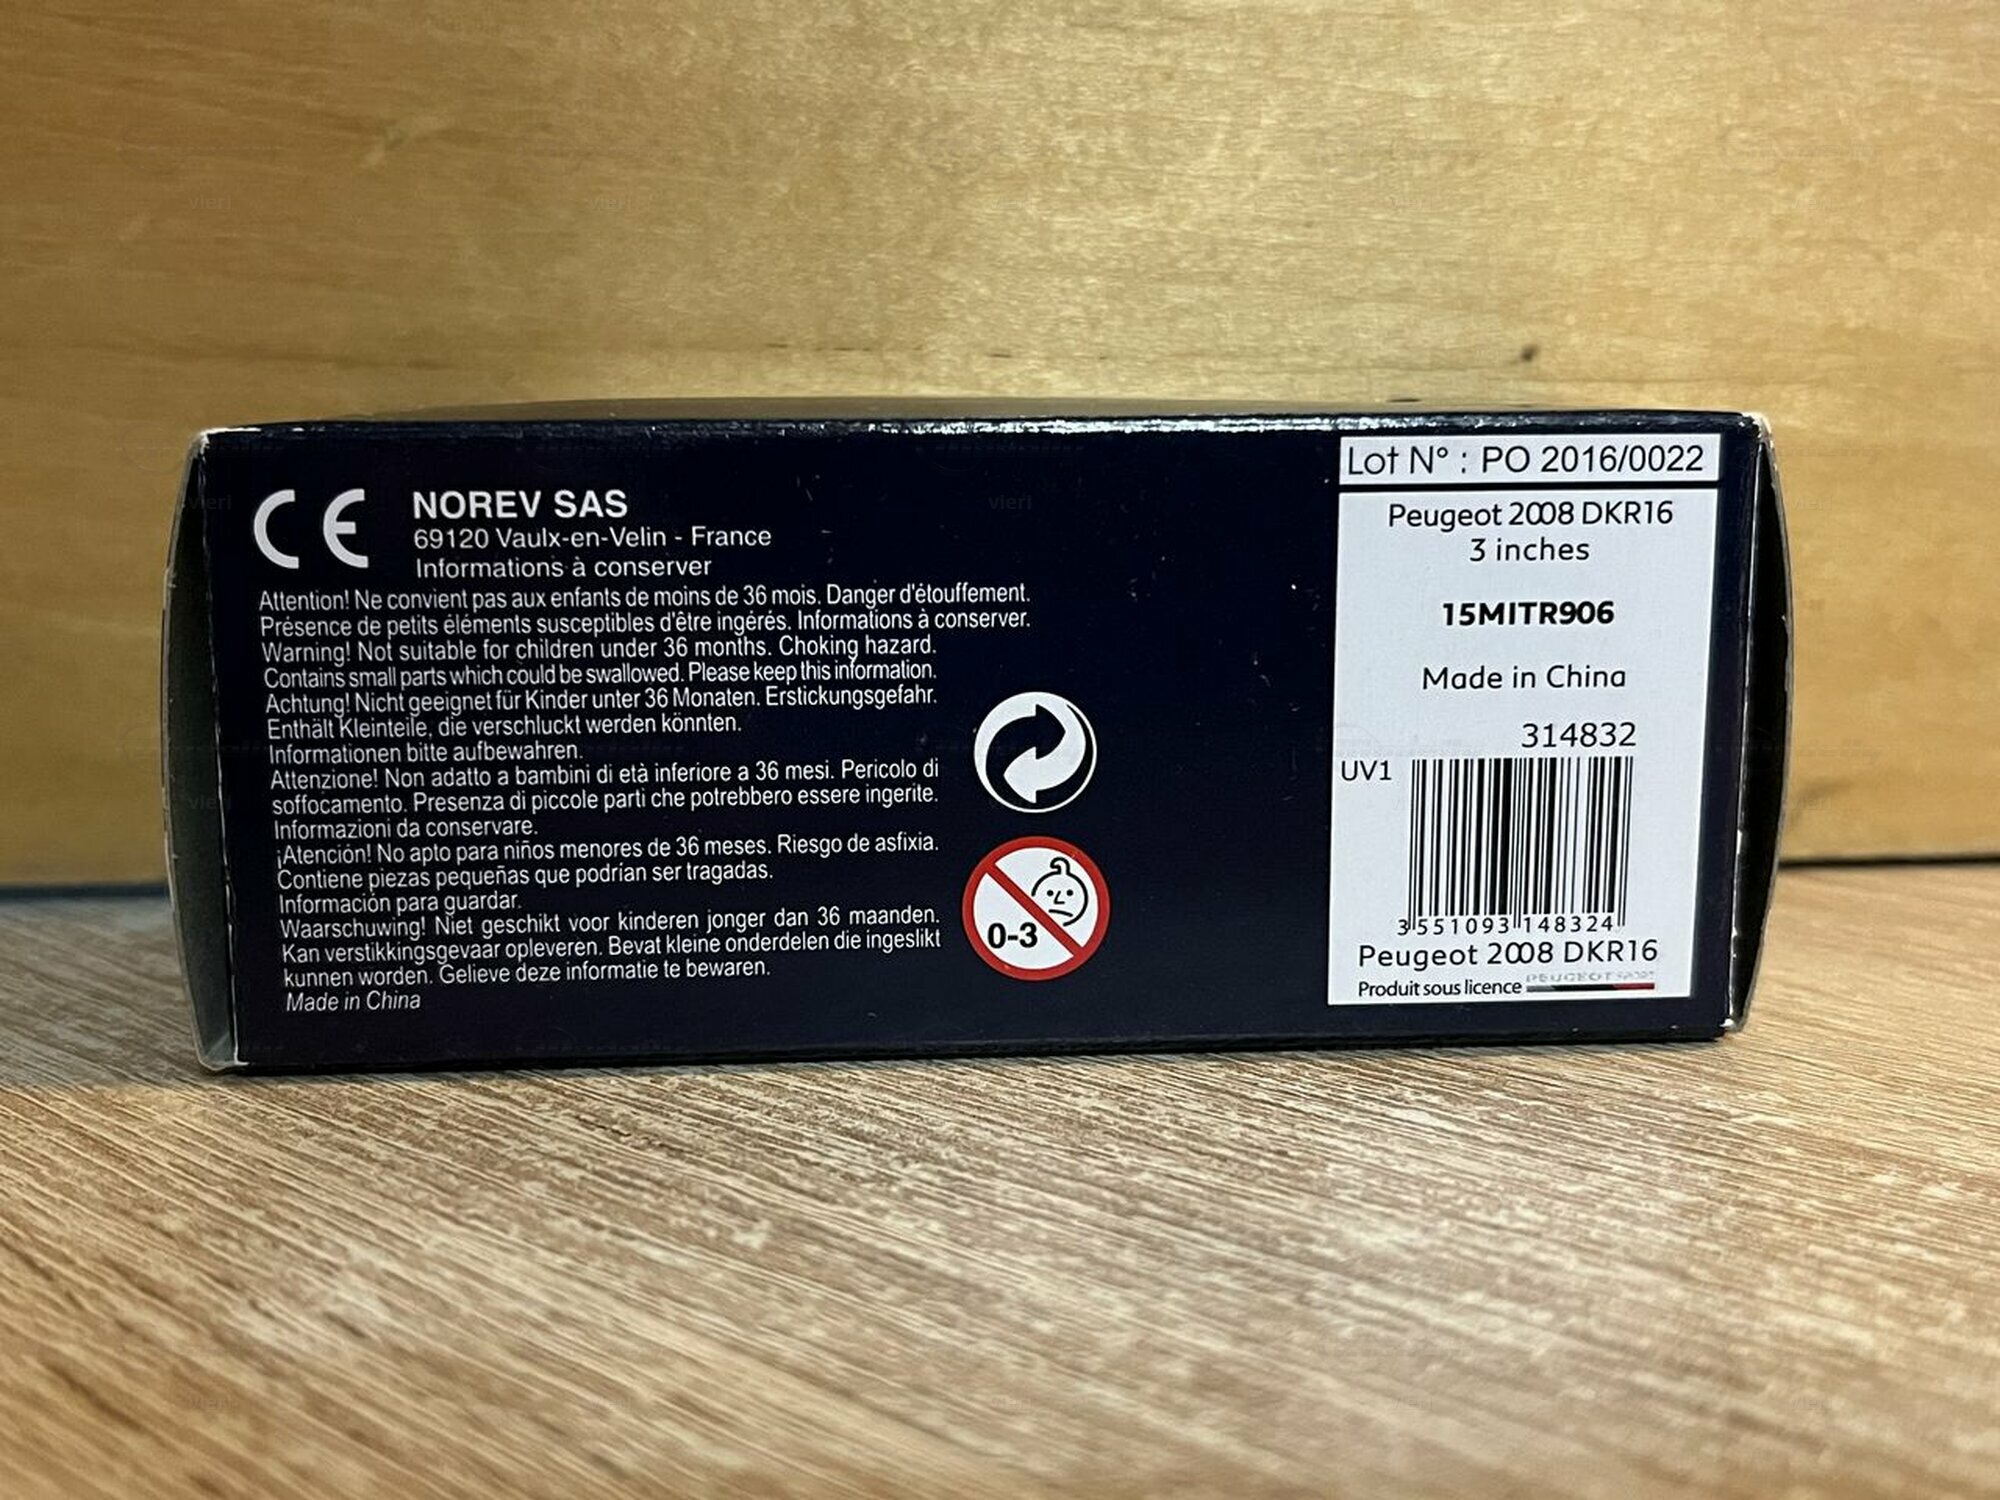 NOREV SAS
69120 Vaulx-en-Velin - France
Informations à conserver
Attention! Ne convient pas aux enfants de moins de 36 mois. Danger d'étouffement.
Présence de petits éléments susceptibles d'être ingérés. Informations à conserver.
Warning! Not suitable for children under 36 months. Choking hazard.
Contains small parts which could be swallowed. Please keep this information.
Achtung! Nicht geeignet für Kinder unter 36 Monaten. Erstickungsgefahr.
Enthält Kleinteile, die verschluckt werden könnten.
Informationen bitte aufbewahren.
Attenzione! Non adatto a bambini di età inferiore a 36 mesi. Pericolo di
soffocamento. Presenza di piccole parti che potrebbero essere ingerite.
Informazioni da conservare.
¡Atención! No apto para niños menores de 36 meses. Riesgo de asfixia.
Contiene piezas pequeñas que podrían ser tragadas.
Información para guardar.
Waarschuwing! Niet geschikt voor kinderen jonger dan 36 maanden.
Kan verstikkingsgevaar opleveren. Bevat kleine onderdelen die ingeslikt
kunnen worden. Gelieve deze informatie te bewaren.
Made in China
0-3
Lot N° : PO 2016/0022
Peugeot 2008 DKR16
3 inches
15MITR906
Made in China
314832
UV1
3 551093 148324
Peugeot 2008 DKR16
Produit sous licence PEUGEOT SPORT
vieri